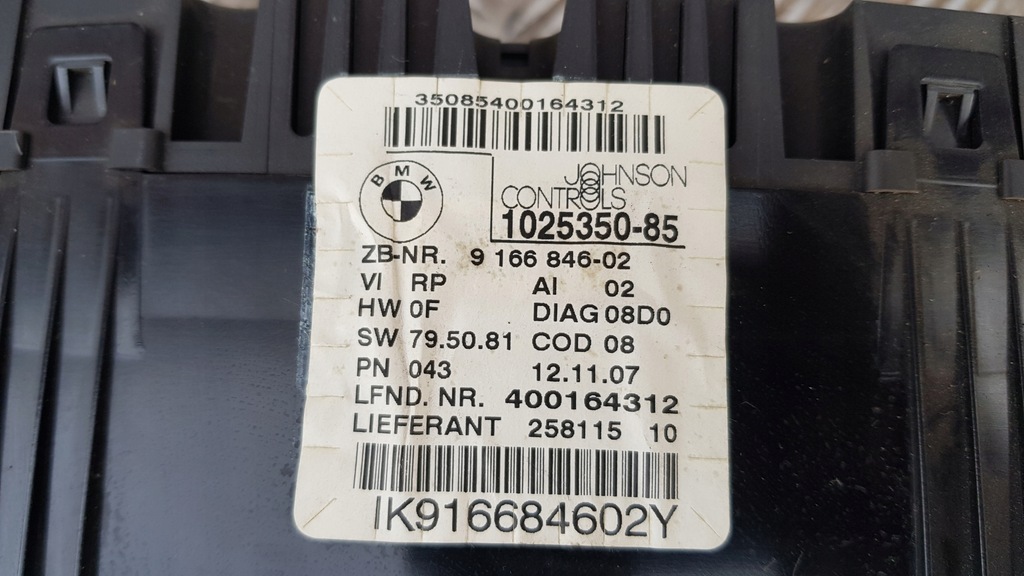 35085400164312
BMW
JOHNSON
CONTROLS
1025350-85
ZB-NR. 9 166 846-02
VI RP AI 02
HW 0F DIAG 08D0
SW 79.50.81 COD 08
PN 043 12.11.07
LFND. NR. 400164312
LIEFERANT 258115 10
IK916684602Y